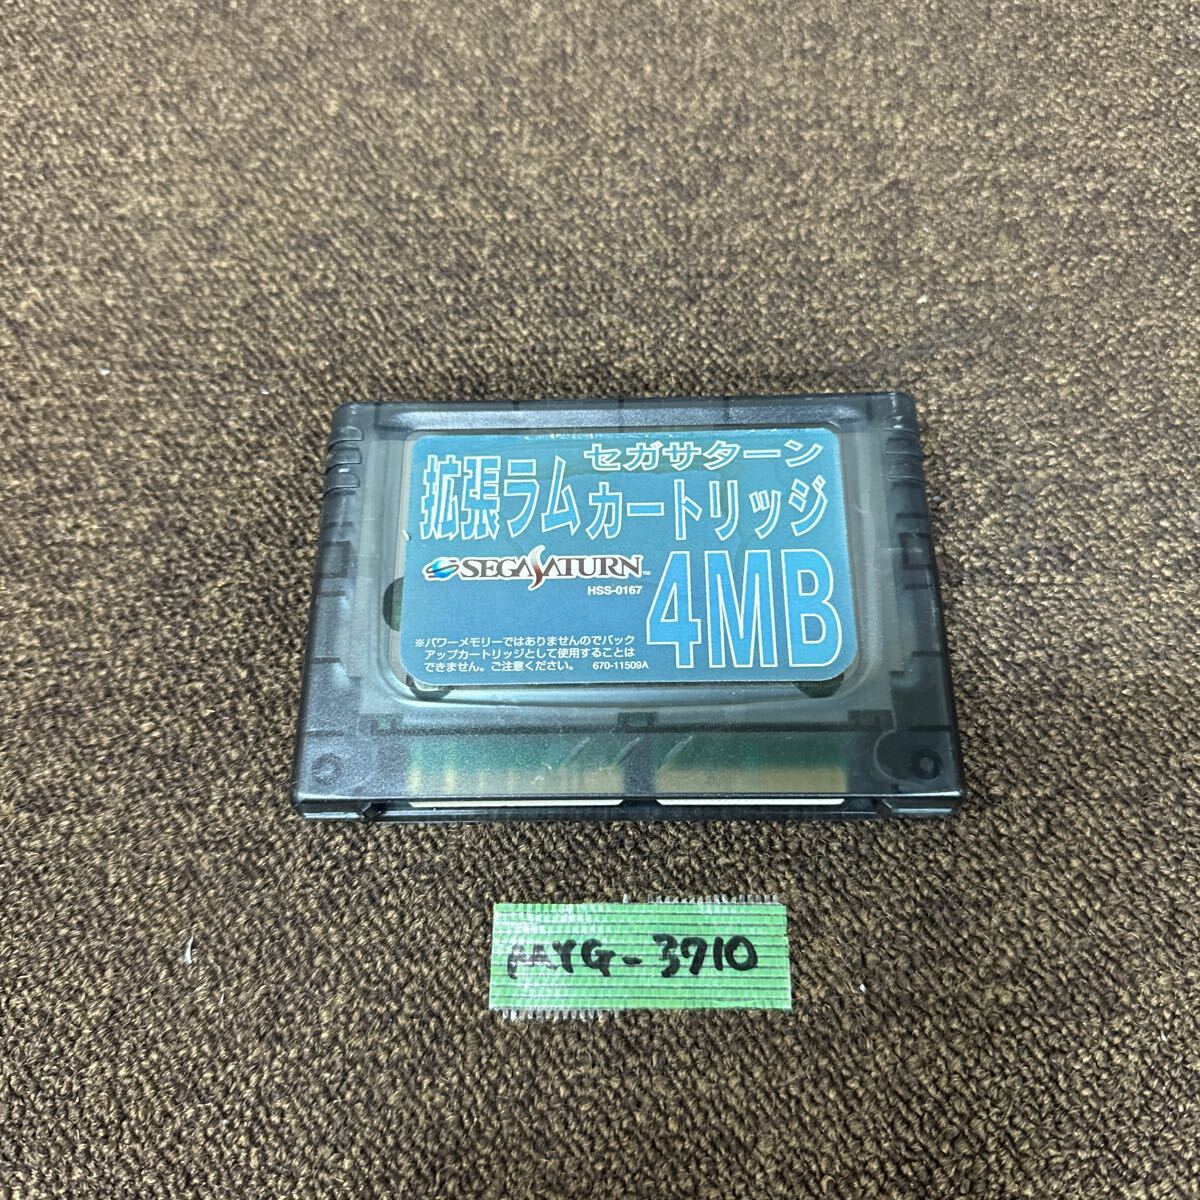 セガサターン
拡張ラムカートリッジ
SEGA SATURN™
HSS-0167
4MB
※パワーメモリーではありませんのでバック
アップカートリッジとして使用することは
できません。ご注意ください。 670-11509A
MYG-3710